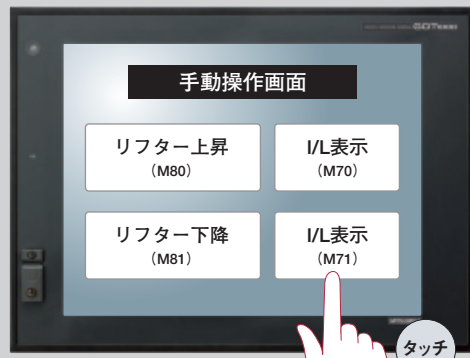 GOT1000
手動操作画面
リフター上昇
（M80）
I/L表示
（M70）
リフター下降
（M81）
I/L表示
（M71）
タッチ